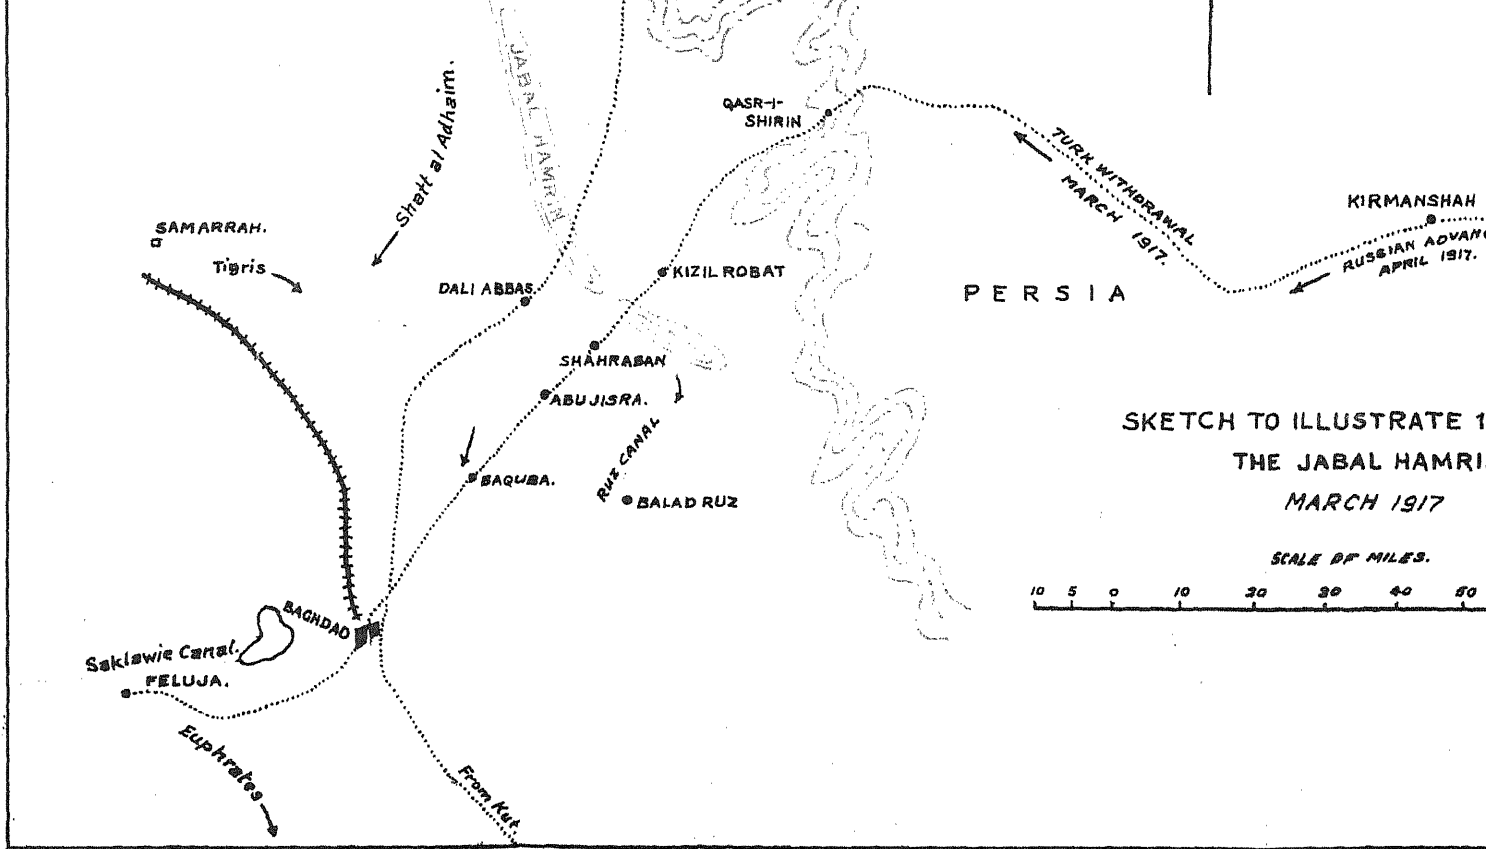 JABAL HAMRIN
Shatt al Adhaim.
QASR-I-
SHIRIN
TURK WITHDRAWAL
MARCH 1917.
KIRMANSHAH
RUSSIAN
APRIL 1917.
SAMARRAH.
Tigris
DALI ABBAS.
KIZIL ROBAT
PERSIA
SHAHRABAN
ABU JISRA.
RUZ CANAL
BAQUBA.
BALAD RUZ
SKETCH TO ILLUSTRATE 1
THE JABAL HAMRI
MARCH 1917
SCALE OF MILES.
10 5 0 10 20 30 40 50
BAGHDAD
Saklawie Canal.
FELUJA.
Euphrates
From Kut.